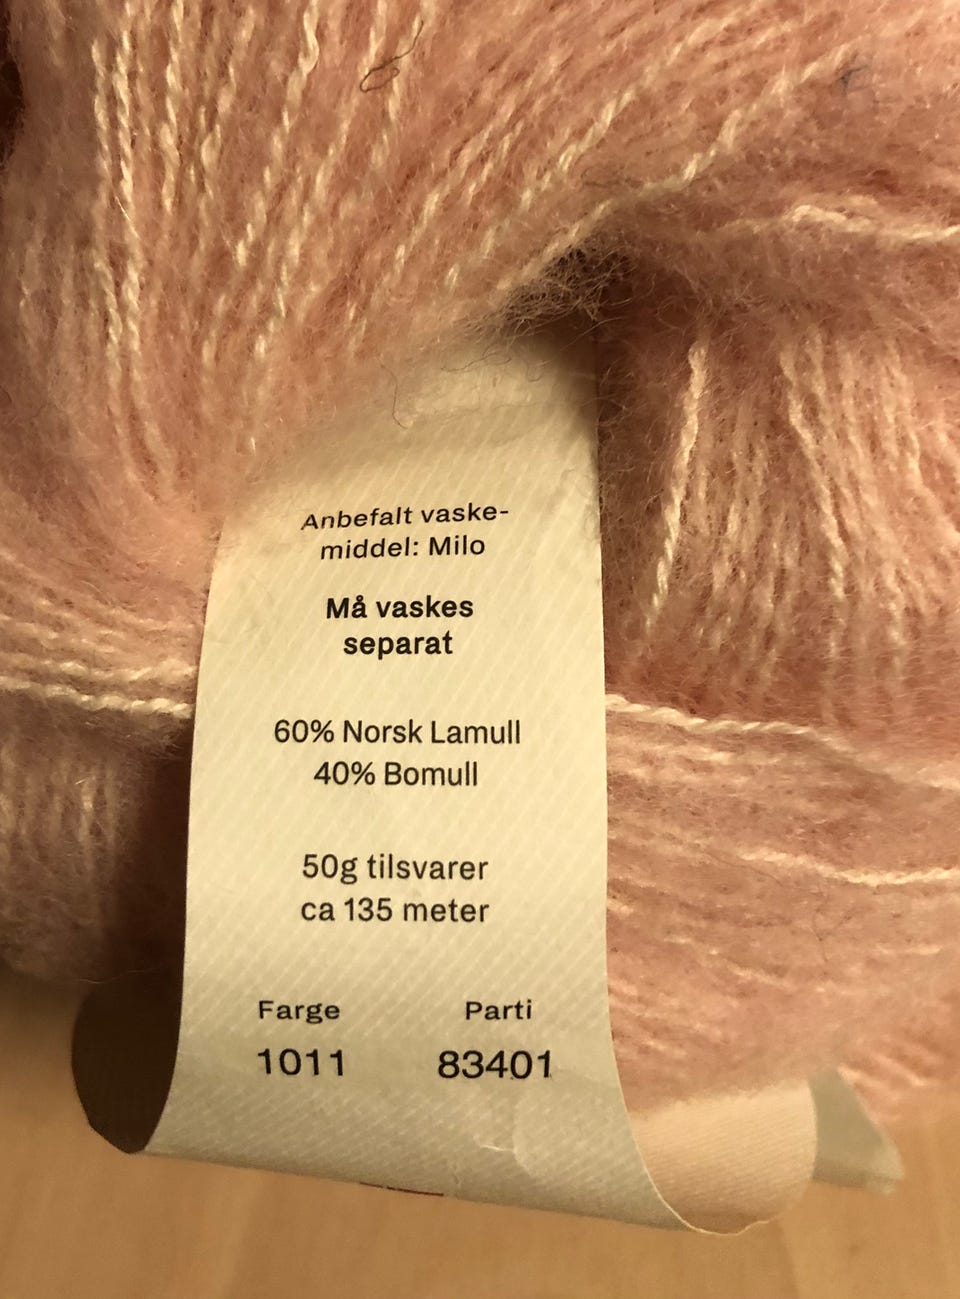 Anbefalt vaske-
middel: Milo
Må vaskes
separat
60% Norsk Lamull
40% Bomull
50g tilsvarer
ca 135 meter
Farge Parti
1011 83401